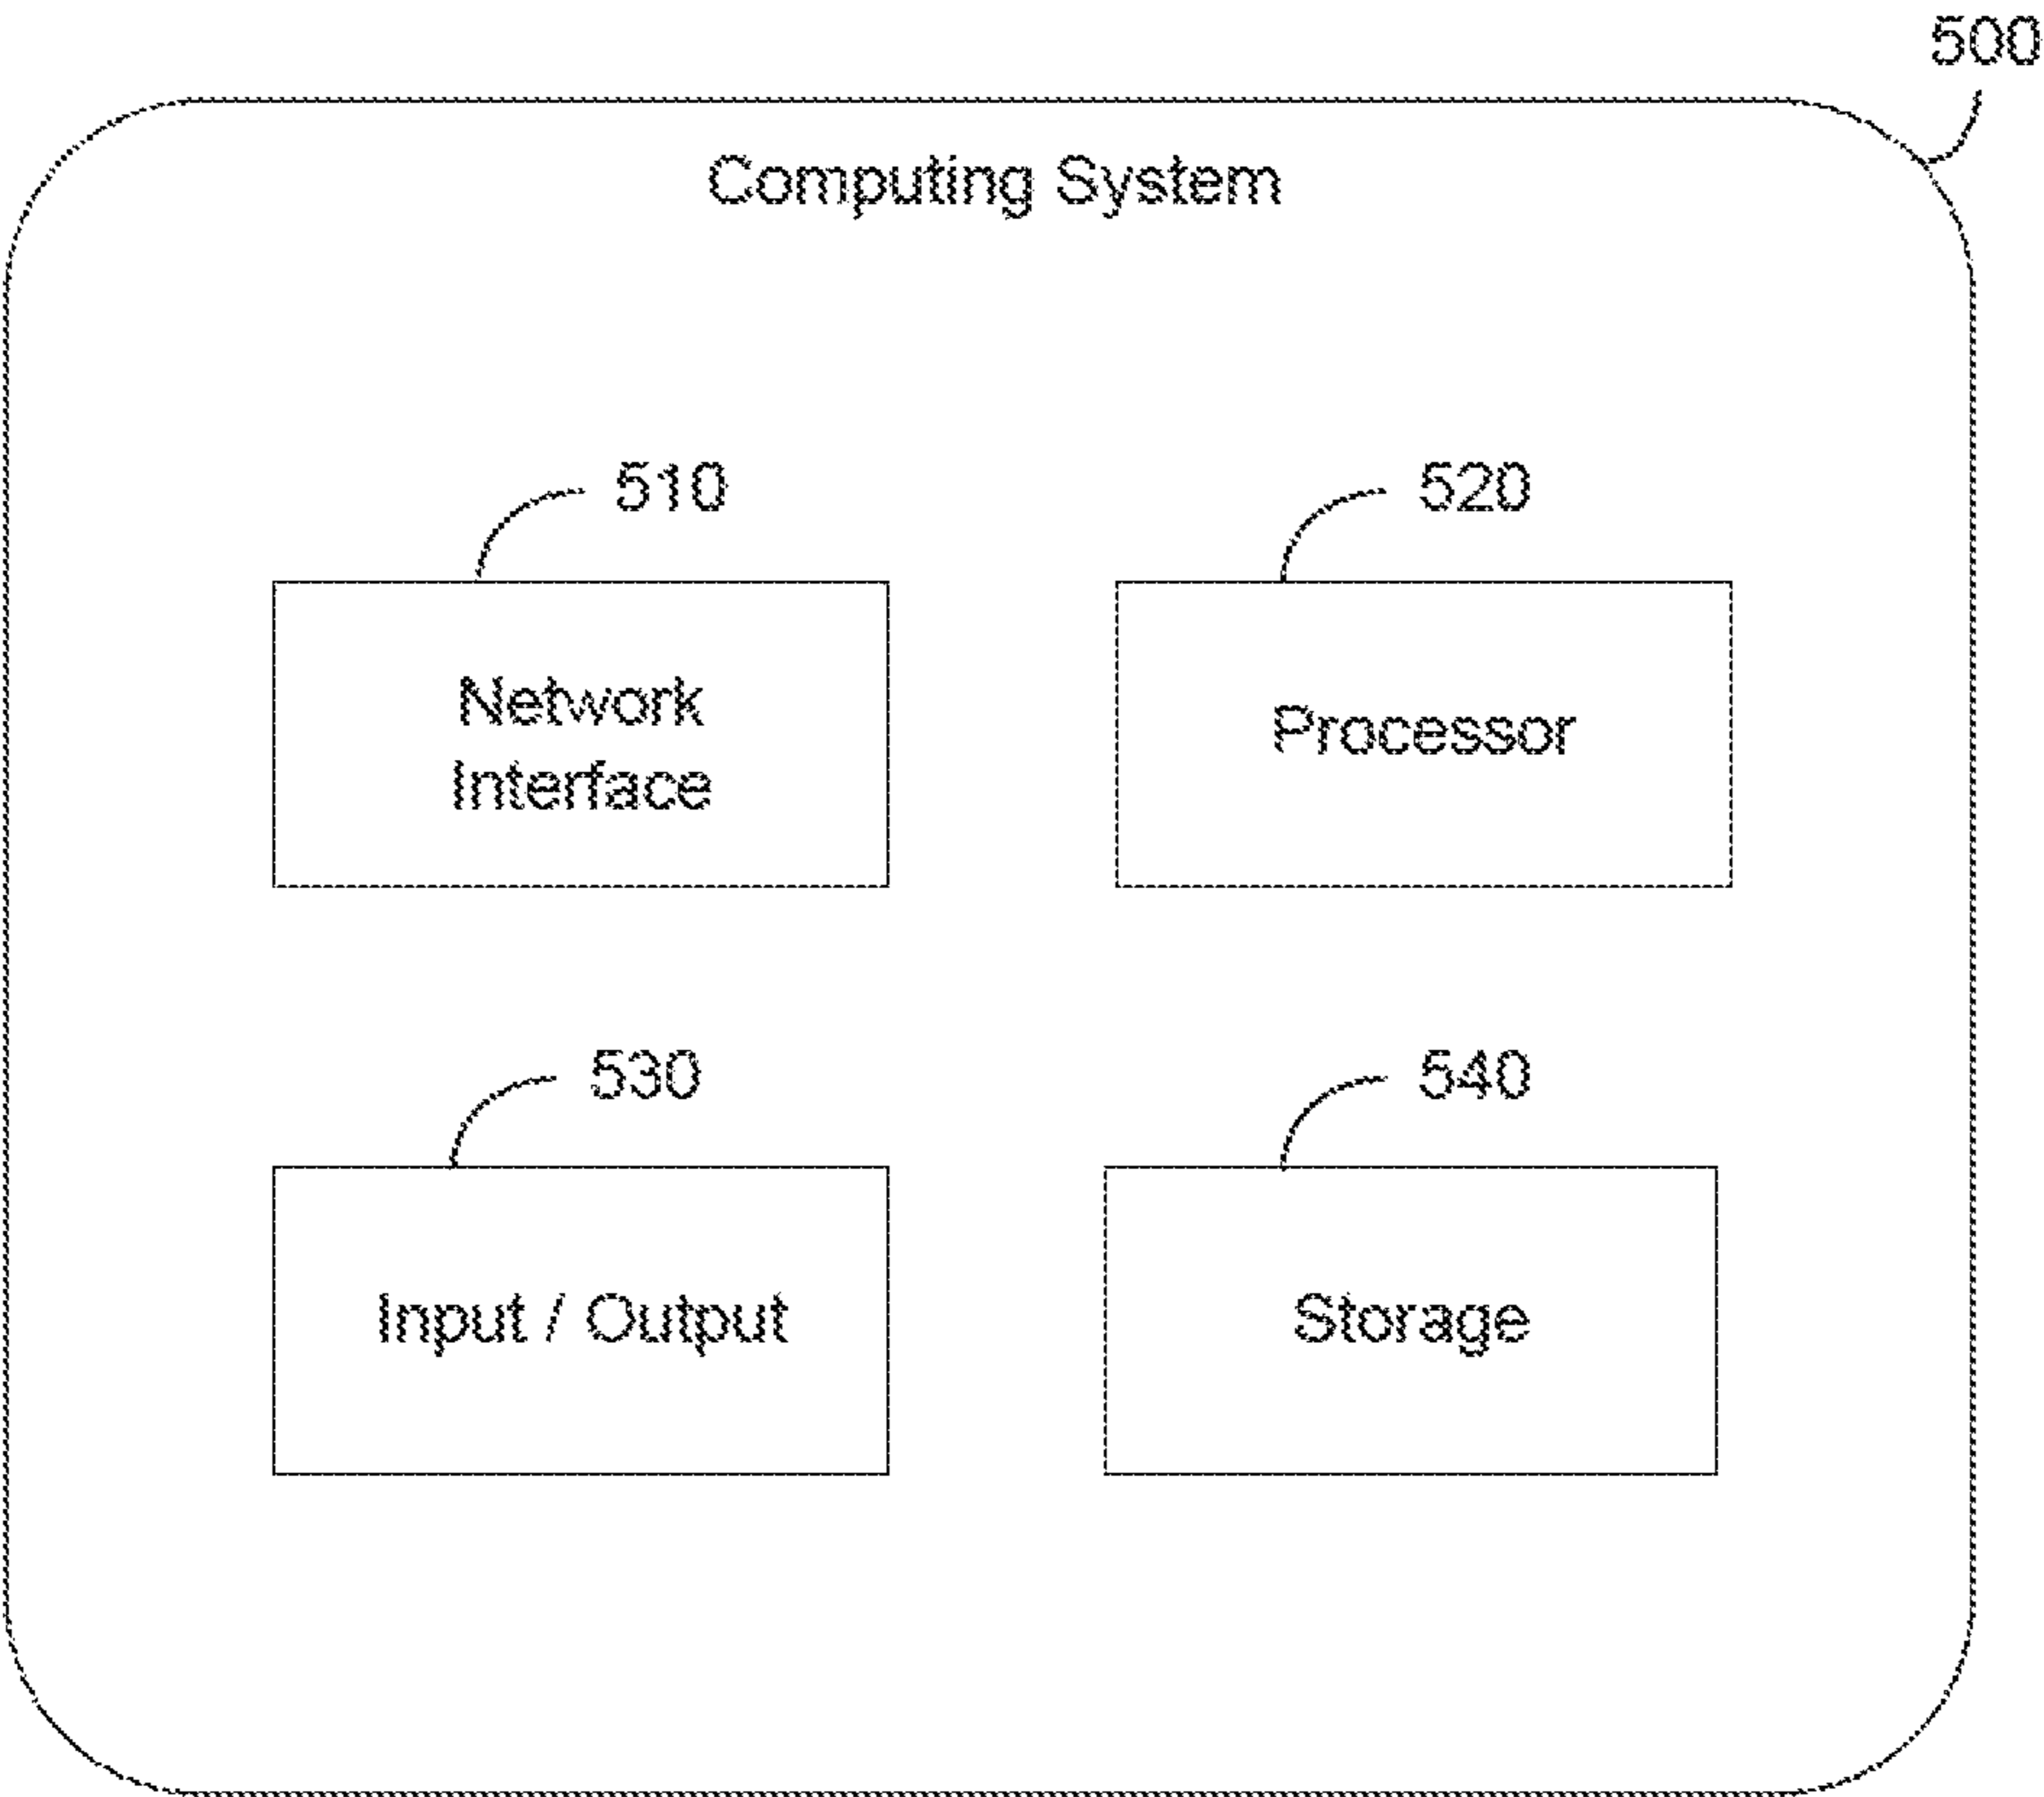 500
Computing System
510
520
Network
Interface
Processor
530
540
Input / Output
Storage